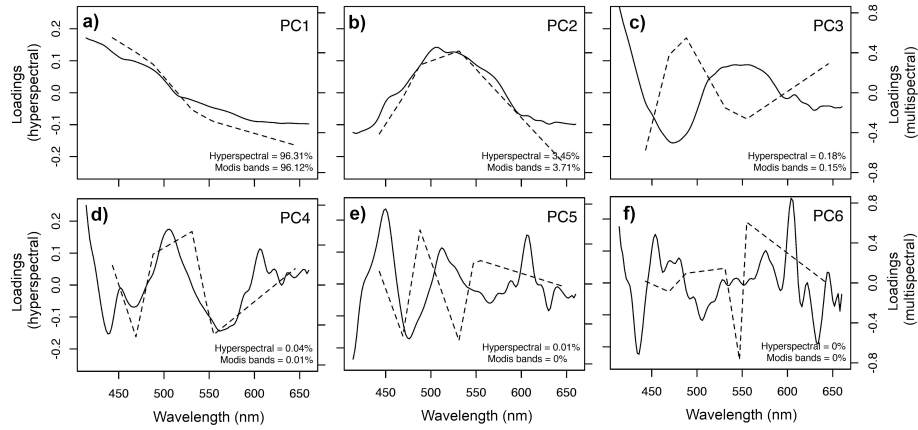 a) PC1
b) PC2
c) PC3
0.2
0.1
0.0
-0.1
-0.2
Loadings
(hyperspectral)
Hyperspectral = 96.31%
Modis bands = 96.12%
Hyperspectral = 3.45%
Modis bands = 3.71%
Hyperspectral = 0.18%
Modis bands = 0.15%
0.8
0.4
0.0
-0.4
-0.8
Loadings
(multispectral)
d) PC4
e) PC5
f) PC6
0.2
0.1
0.0
-0.1
-0.2
Loadings
(hyperspectral)
Hyperspectral = 0.04%
Modis bands = 0.01%
Hyperspectral = 0.01%
Modis bands = 0%
Hyperspectral = 0%
Modis bands = 0%
0.8
0.4
0.0
-0.4
-0.8
Loadings
(multispectral)
450 500 550 600 650
450 500 550 600 650
450 500 550 600 650
Wavelength (nm)
Wavelength (nm)
Wavelength (nm)